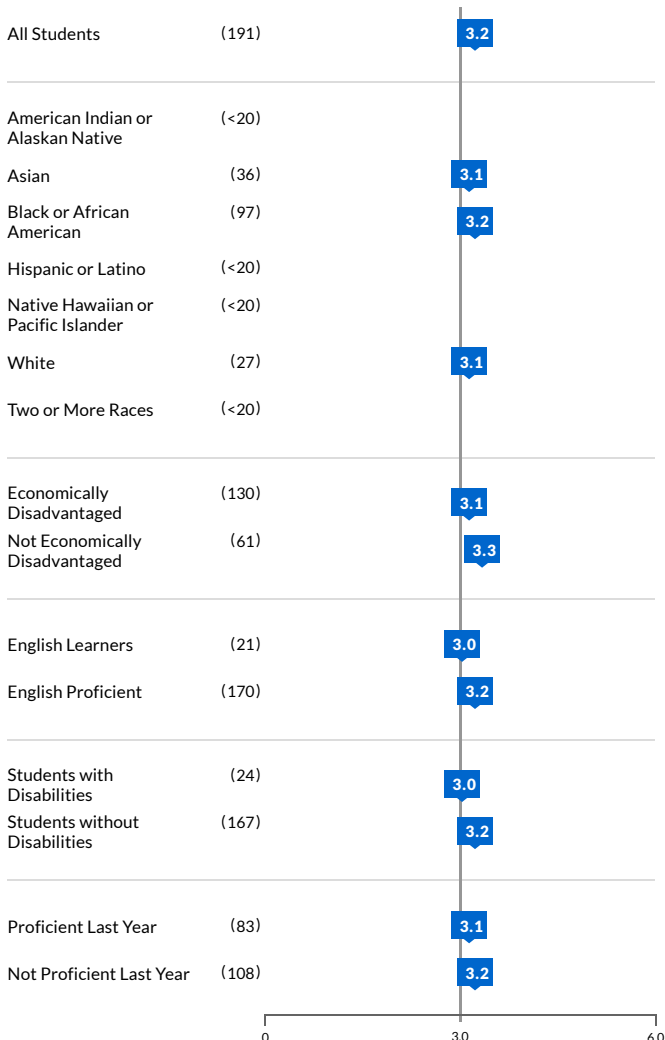 All Students (191) 3.2
American Indian or (<20)
Alaskan Native
Asian (36) 3.1
Black or African (97) 3.2
American
Hispanic or Latino (<20)
Native Hawaiian or (<20)
Pacific Islander
White (27) 3.1
Two or More Races (<20)
Economically (130) 3.1
Disadvantaged
Not Economically (61) 3.3
Disadvantaged
English Learners (21) 3.0
English Proficient (170) 3.2
Students with (24) 3.0
Disabilities
Students without (167) 3.2
Disabilities
Proficient Last Year (83) 3.1
Not Proficient Last Year (108) 3.2
0 3.0 6.0